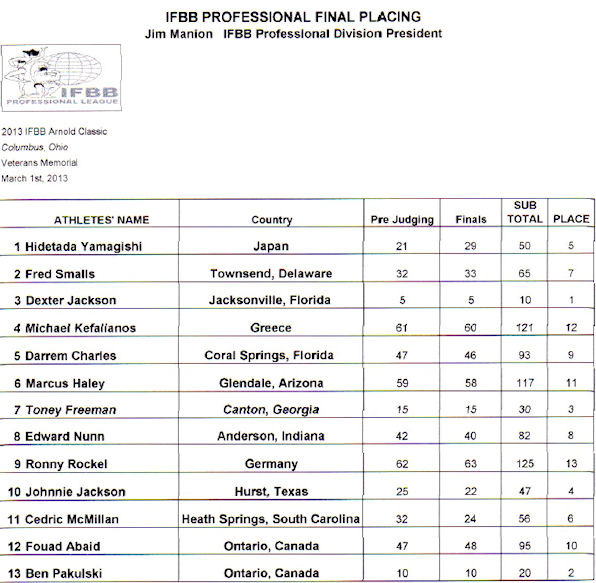 IFBB PROFESSIONAL FINAL PLACING
Jim Manion IFBB Professional Division President
IFBB
PROFESSIONAL LEAGUE
2013 IFBB Arnold Classic
Columbus, Ohio
Veterans Memorial
March 1st, 2013
ATHLETES' NAME Country Pre Judging Finals SUB TOTAL PLACE
1 Hidetada Yamagishi Japan 21 29 50 5
2 Fred Smalls Townsend, Delaware 32 33 65 7
3 Dexter Jackson Jacksonville, Florida 5 5 10 1
4 Michael Kefalianos Greece 61 60 121 12
5 Darrem Charles Coral Springs, Florida 47 46 93 9
6 Marcus Haley Glendale, Arizona 59 58 117 11
7 Toney Freeman Canton, Georgia 15 15 30 3
8 Edward Nunn Anderson, Indiana 42 40 82 8
9 Ronny Rockel Germany 62 63 125 13
10 Johnnie Jackson Hurst, Texas 25 22 47 4
11 Cedric McMillan Heath Springs, South Carolina 32 24 56 6
12 Fouad Abaid Ontario, Canada 47 48 95 10
13 Ben Pakulski Ontario, Canada 10 10 20 2